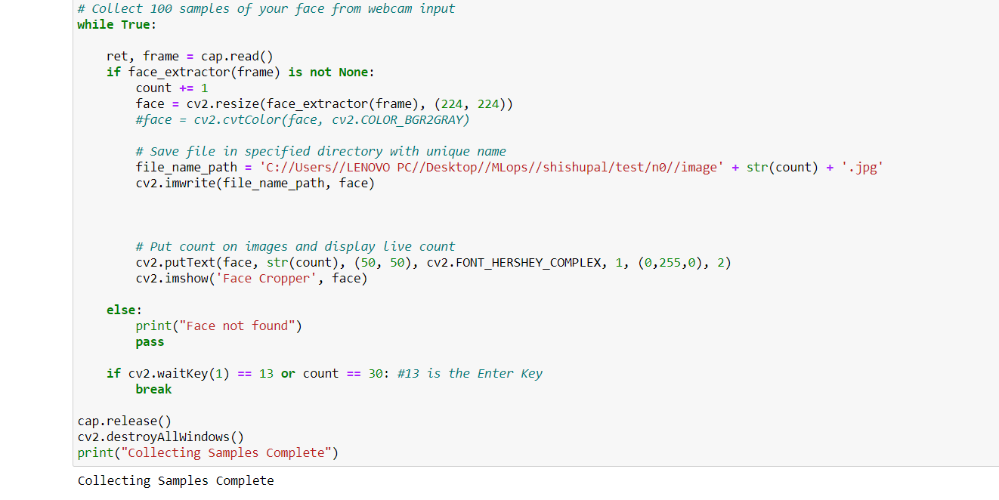 # Collect 100 samples of your face from webcam input
while True:
ret, frame = cap.read()
if face_extractor(frame) is not None:
count += 1
face = cv2.resize(face_extractor(frame), (224, 224))
#face = cv2.cvtColor(face, cv2.COLOR_BGR2GRAY)
# Save file in specified directory with unique name
file_name_path = 'C://Users//LENOVO PC//Desktop//MLops//shishupal/test/n0//image' + str(count) + '.jpg'
cv2.imwrite(file_name_path, face)
# Put count on images and display live count
cv2.putText(face, str(count), (50, 50), cv2.FONT_HERSHEY_COMPLEX, 1, (0,255,0), 2)
cv2.imshow('Face Cropper', face)
else:
print("Face not found")
pass
if cv2.waitKey(1) == 13 or count == 30: #13 is the Enter Key
break
cap.release()
cv2.destroyAllWindows()
print("Collecting Samples Complete")
Collecting Samples Complete